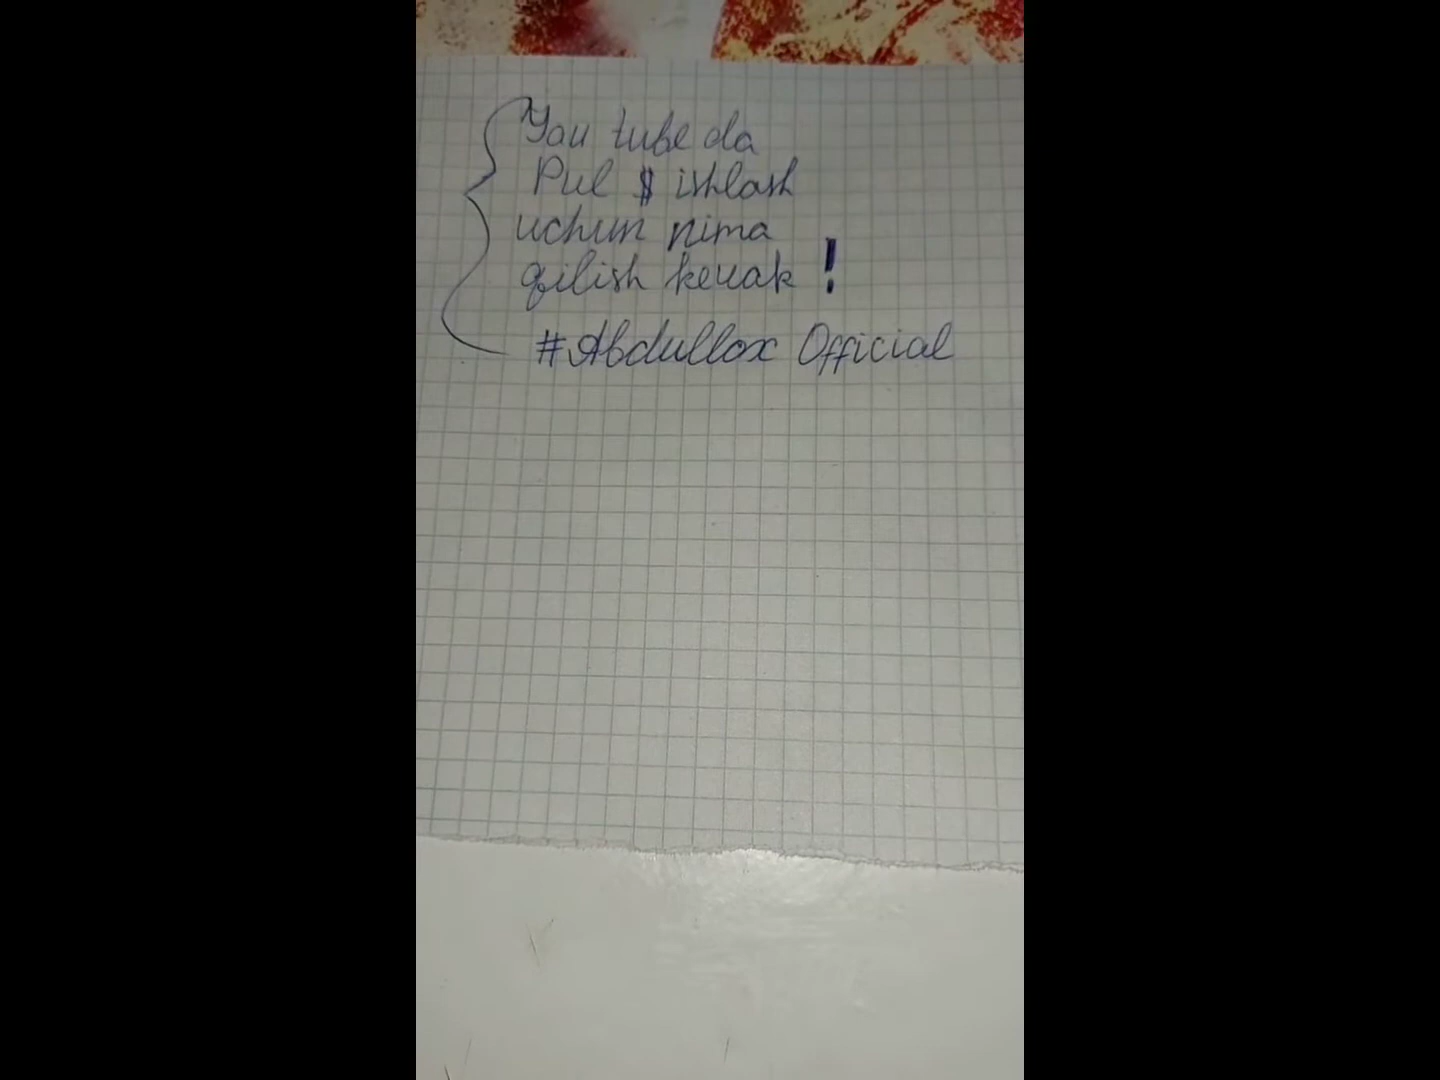 You tube da
Pul $ ishlash
uchun nima
qilish kerak !
#Abdullox Official